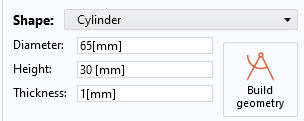 Shape: Cylinder
Diameter: 65[mm]
Height: 30 [mm]
Thickness: 1[mm]
Build
geometry